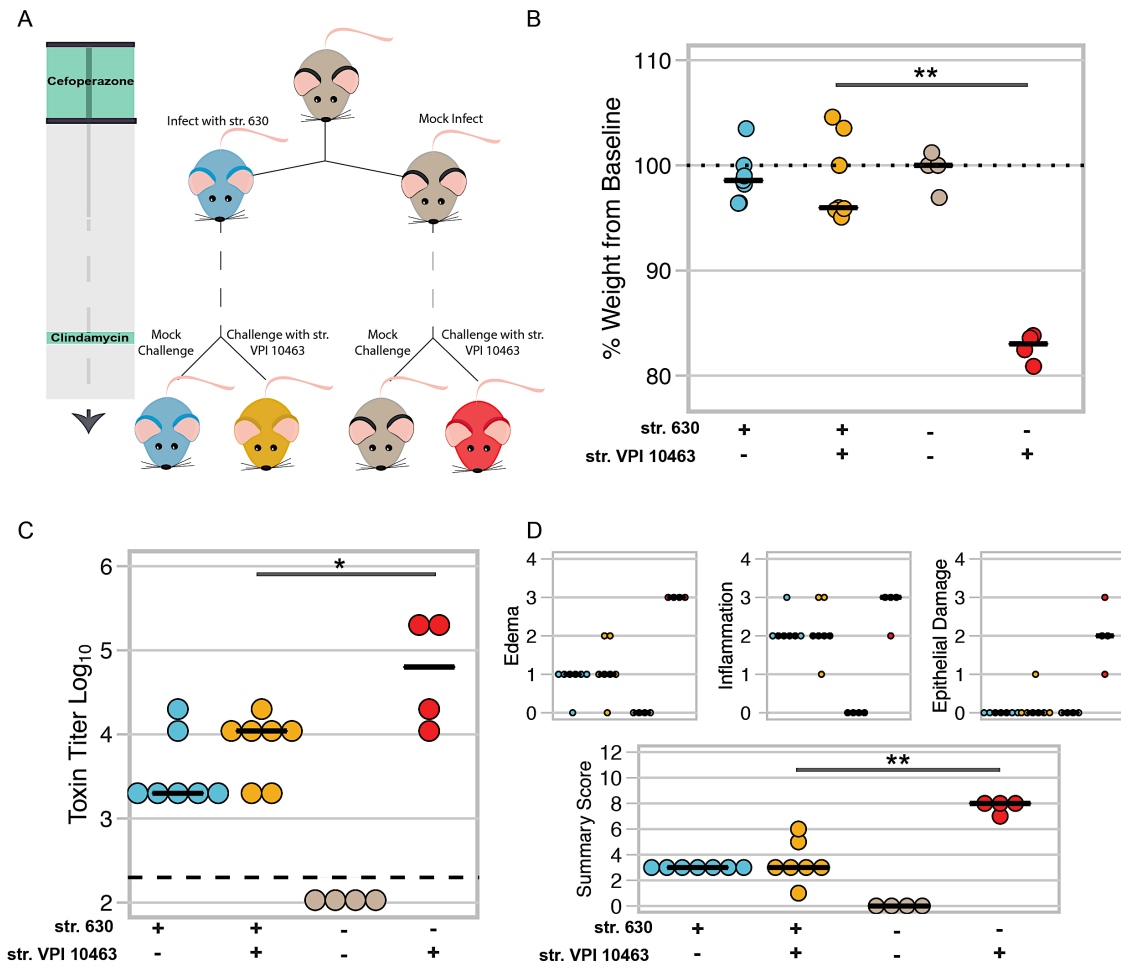 A
Cefoperazone
Infect with str. 630
Mock Infect
Clindamycin
Mock
Challenge
Challenge with str.
VPI 10463
Mock
Challenge
Challenge with str.
VPI 10463
B
% Weight from Baseline
110
100
90
80
**
str. 630 + + - -
str. VPI 10463 - + - +
C
Toxin Titer Log10
6
5
4
3
2
*
str. 630 + + - -
str. VPI 10463 - + - +
D
Edema
4
3
2
1
0
Inflammation
4
3
2
1
0
Epithelial Damage
4
3
2
1
0
Summary Score
12
10
8
6
4
2
0
**
str. 630 + + - -
str. VPI 10463 - + - +